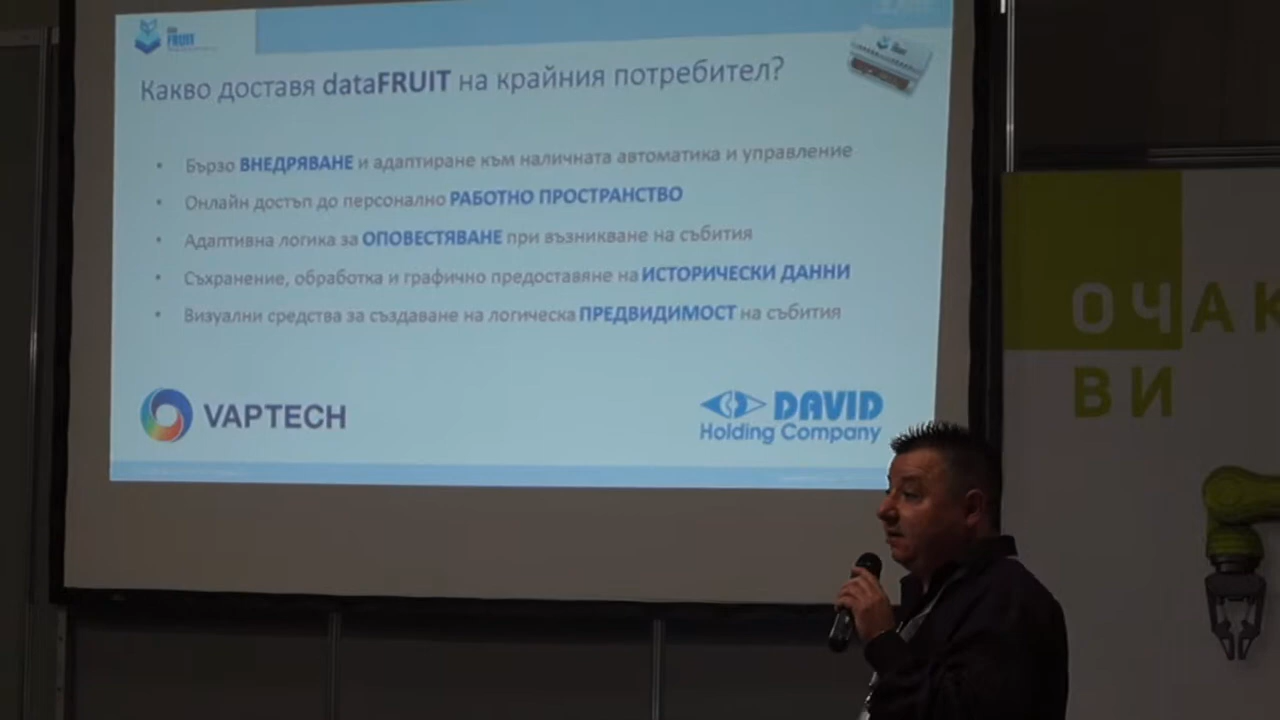 FRUIT
Какво доставя dataFRUIT на крайния потребител?
• Бързо ВНЕДРЯВАНЕ и адаптиране към наличната автоматика и управление
• Онлайн достъп до персонално РАБОТНО ПРОСТРАНСТВО
• Адаптивна логика за ОПОВЕСТЯВАНЕ при възникване на събития
• Съхранение, обработка и графично предоставяне на ИСТОРИЧЕСКИ ДАННИ
• Визуални средства за създаване на логическа ПРЕДВИДИМОСТ на събития
VAPTECH
DAVID
Holding Company
ОЧАК
ВИ